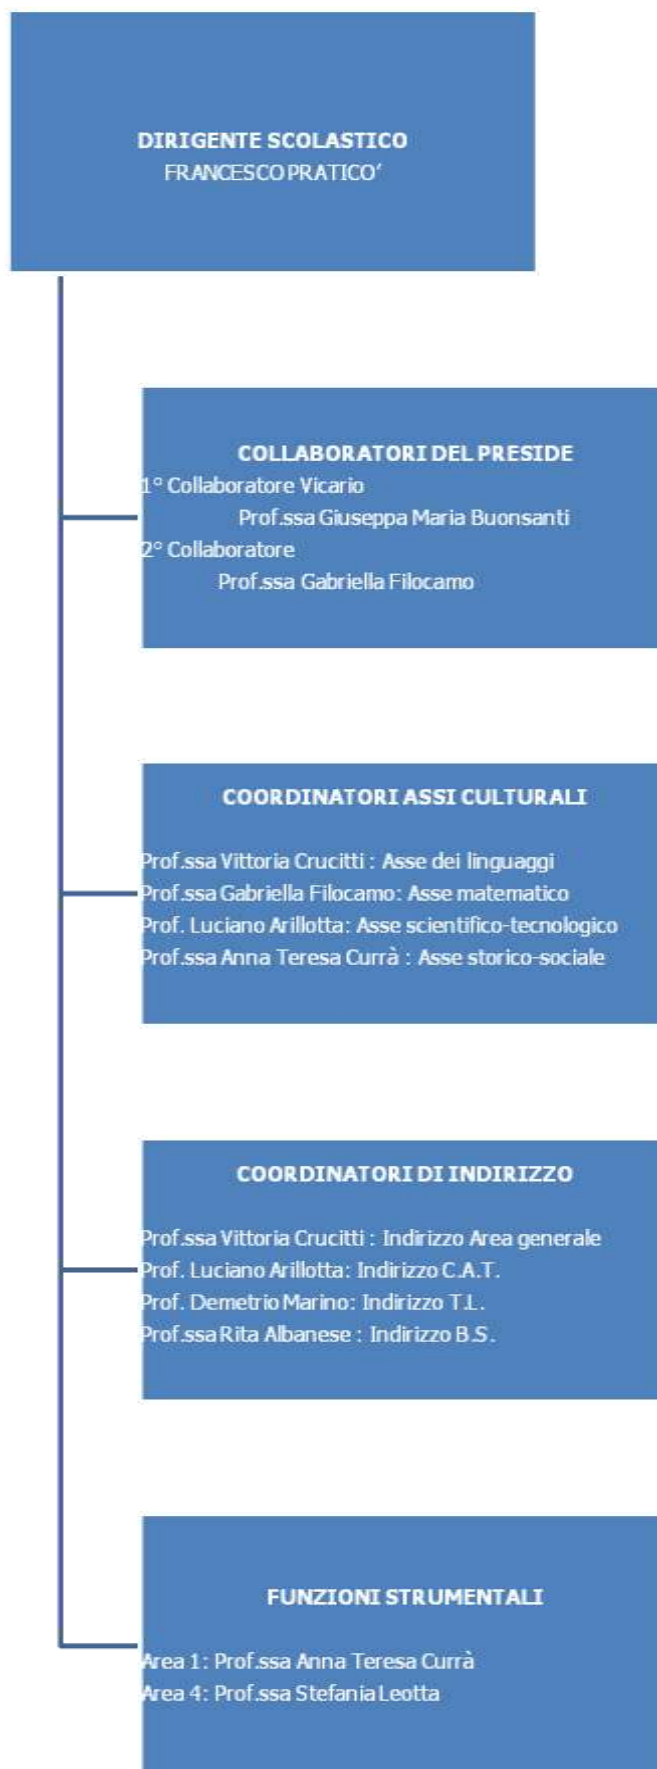 DIRIGENTE SCOLASTICO
FRANCESCO PRATICO'
COLLABORATORI DEL PRESIDE
1° Collaboratore Vicario
Prof.ssa Giuseppa Maria Buonsanti
2° Collaboratore
Prof.ssa Gabriella Filocamo
COORDINATORI ASSI CULTURALI
Prof.ssa Vittoria Crucitti : Asse dei linguaggi
Prof.ssa Gabriella Filocamo: Asse matematico
Prof. Luciano Arillotta: Asse scientifico-tecnologico
Prof.ssa Anna Teresa Currà : Asse storico-sociale
COORDINATORI DI INDIRIZZO
Prof.ssa Vittoria Crucitti : Indirizzo Area generale
Prof. Luciano Arillotta: Indirizzo C.A.T.
Prof. Demetrio Marino: Indirizzo T.L.
Prof.ssa Rita Albanese : Indirizzo B.S.
FUNZIONI STRUMENTALI
Area 1: Prof.ssa Anna Teresa Currà
Area 4: Prof.ssa Stefania Leotta